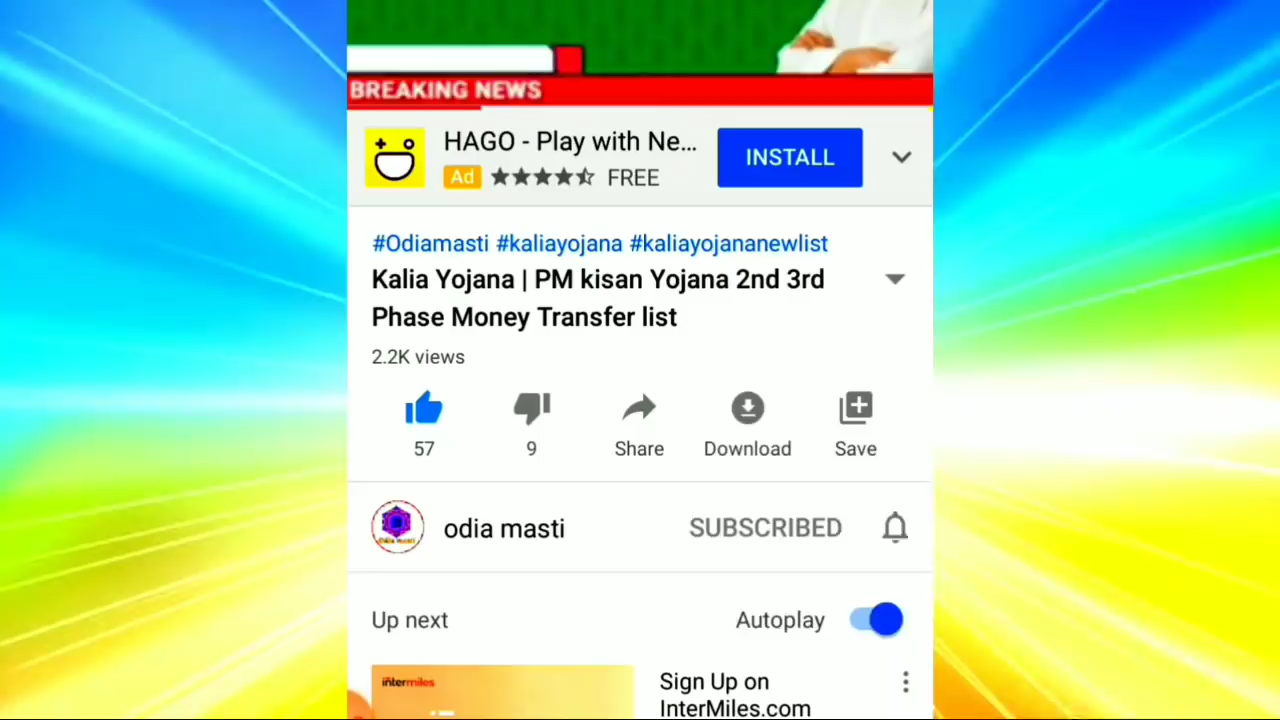 BREAKING NEWS
HAGO - Play with Ne...
INSTALL
Ad FREE
#Odiamasti #kaliayojana #kaliayojananewlist
Kalia Yojana | PM kisan Yojana 2nd 3rd
Phase Money Transfer list
2.2K views
57 9 Share Download Save
odia masti SUBSCRIBED
Up next Autoplay
intermiles
Sign Up on
InterMiles.com